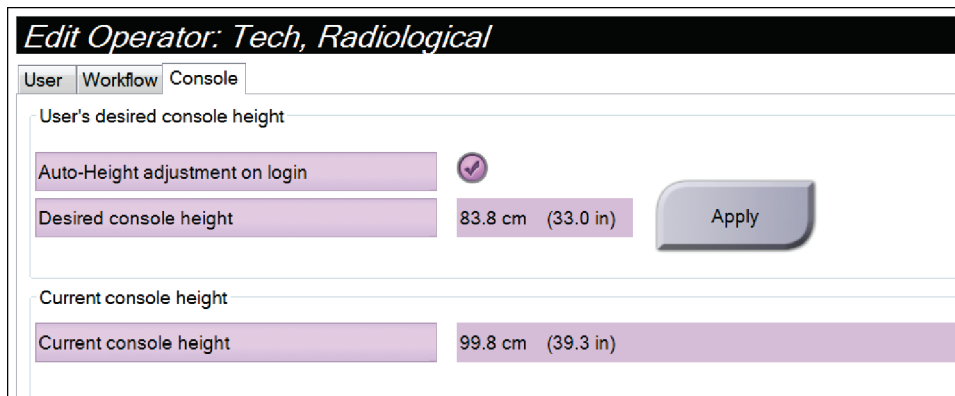 Edit Operator: Tech, Radiological
User Workflow Console
User's desired console height
Auto-Height adjustment on login
Desired console height 83.8 cm (33.0 in) Apply
Current console height
Current console height 99.8 cm (39.3 in)